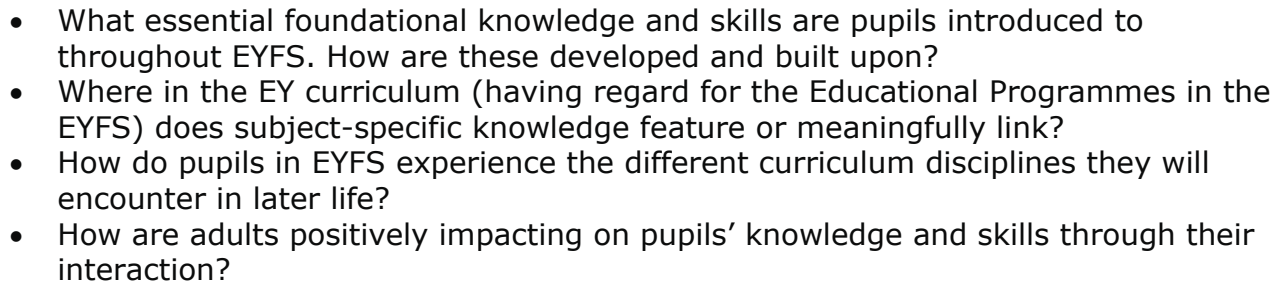 • What essential foundational knowledge and skills are pupils introduced to
throughout EYFS. How are these developed and built upon?
• Where in the EY curriculum (having regard for the Educational Programmes in the
EYFS) does subject-specific knowledge feature or meaningfully link?
• How do pupils in EYFS experience the different curriculum disciplines they will
encounter in later life?
• How are adults positively impacting on pupils’ knowledge and skills through their
interaction?